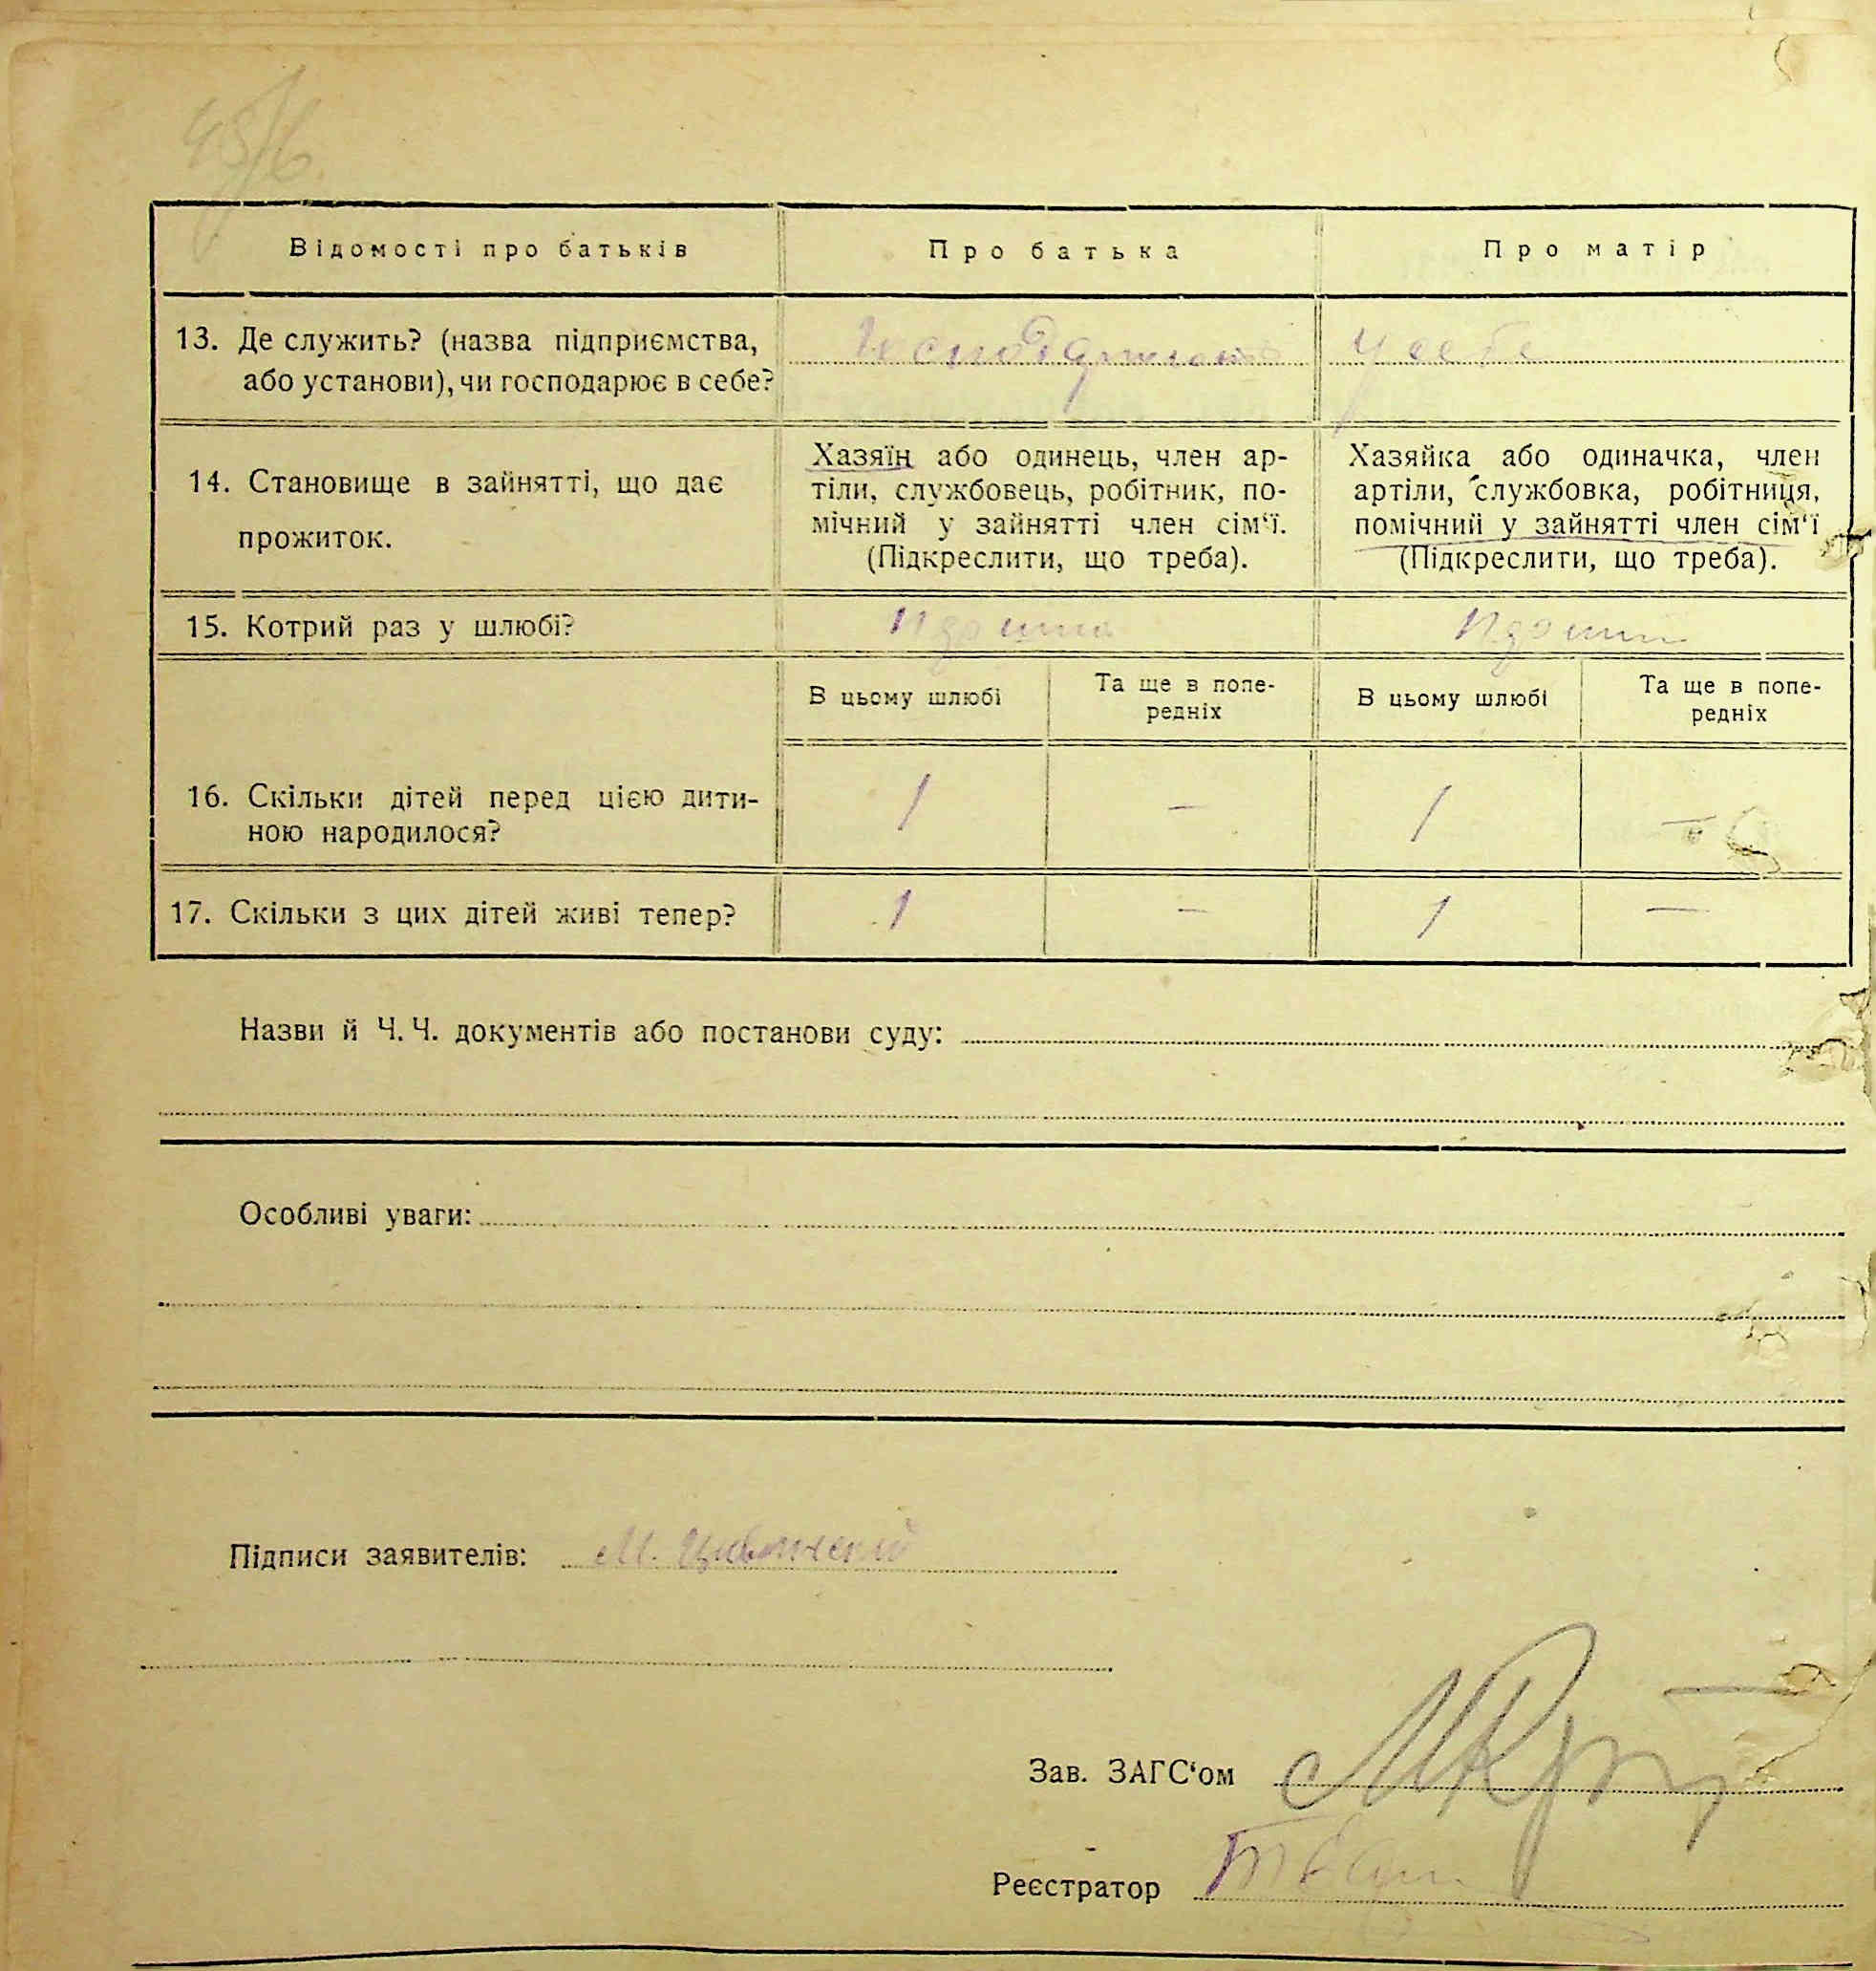 45/6.
Відомості про батьків
Про батька
Про матір
13. Де служить? (назва підприємства,
або установи), чи господарює в себе?
у себе
14. Становище в зайнятті, що дає
прожиток.
Хазяїн або одинець, член ар-
тіли, службовець, робітник, по-
мічний у зайнятті член сім‘ї.
(Підкреслити, що треба).
Хазяйка або одиначка, член
артіли, службовка, робітниця,
помічний у зайнятті член сім‘ї
(Підкреслити, що треба).
15. Котрий раз у шлюбі?
В цьому шлюбі
Та ще в попе-
редніх
В цьому шлюбі
Та ще в попе-
редніх
16. Скільки дітей перед цією дити-
ною народилося?
1 – 1 –
17. Скільки з цих дітей живі тепер?
1 – 1 –
Назви й Ч. Ч. документів або постанови суду:
Особливі уваги:
Підписи заявителів: М.
Зав. ЗАГС‘ом
Реєстратор